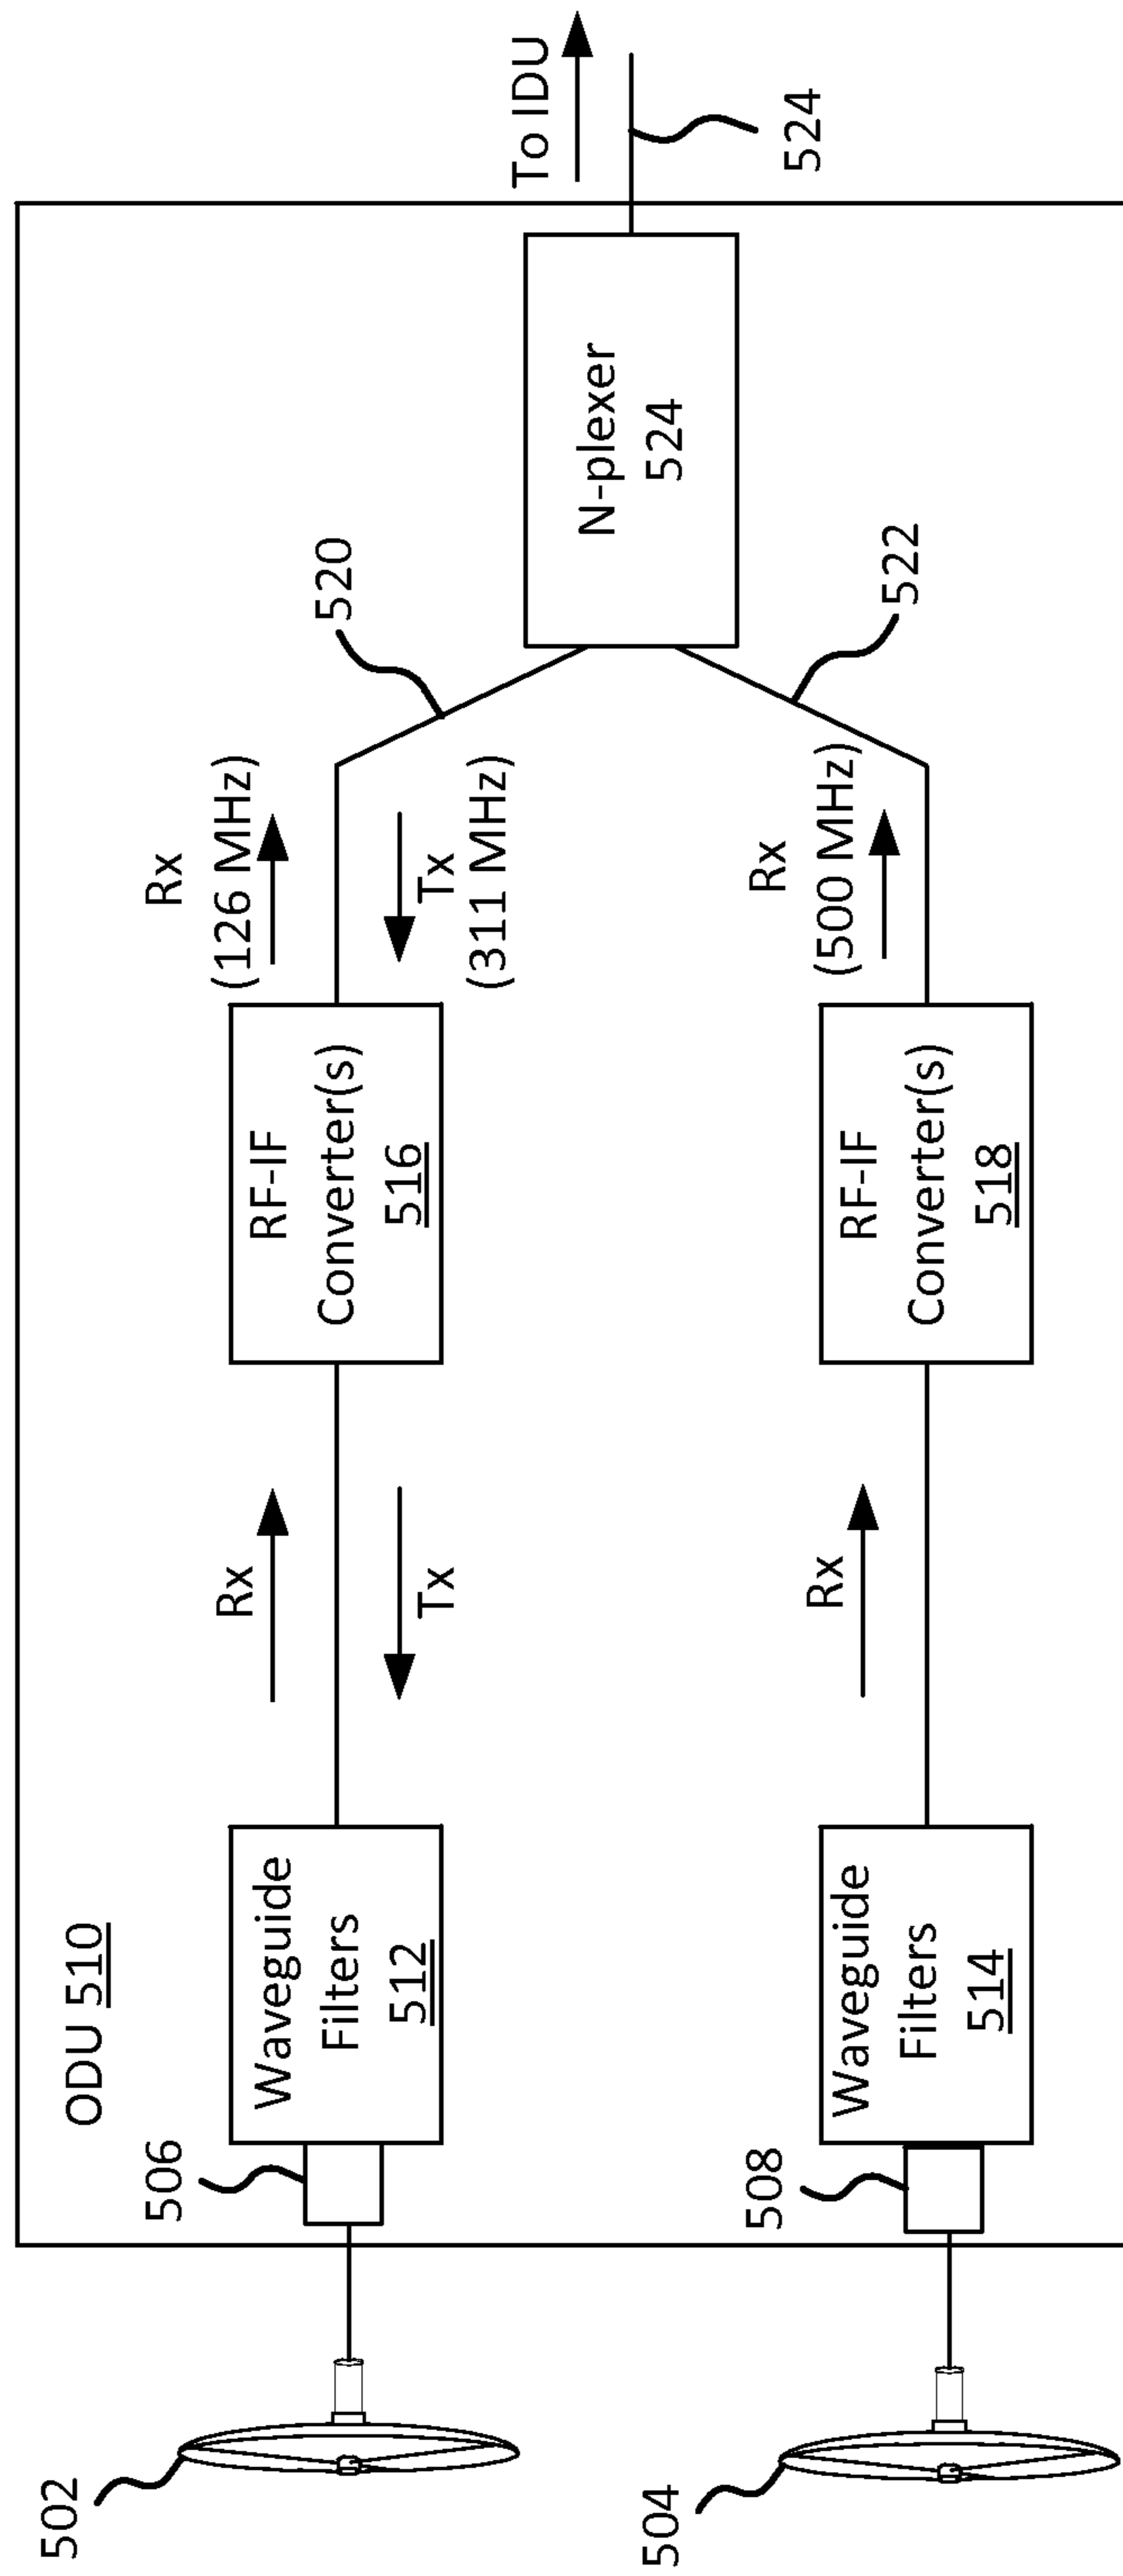 ODU 510
502
506
Waveguide
Filters
512
Rx
Tx
RF-IF
Converter(s)
516
Rx
(126 MHz)
Tx
(311 MHz)
520
N-plexer
524
To IDU
524
504
508
Waveguide
Filters
514
Rx
RF-IF
Converter(s)
518
Rx
(500 MHz)
522